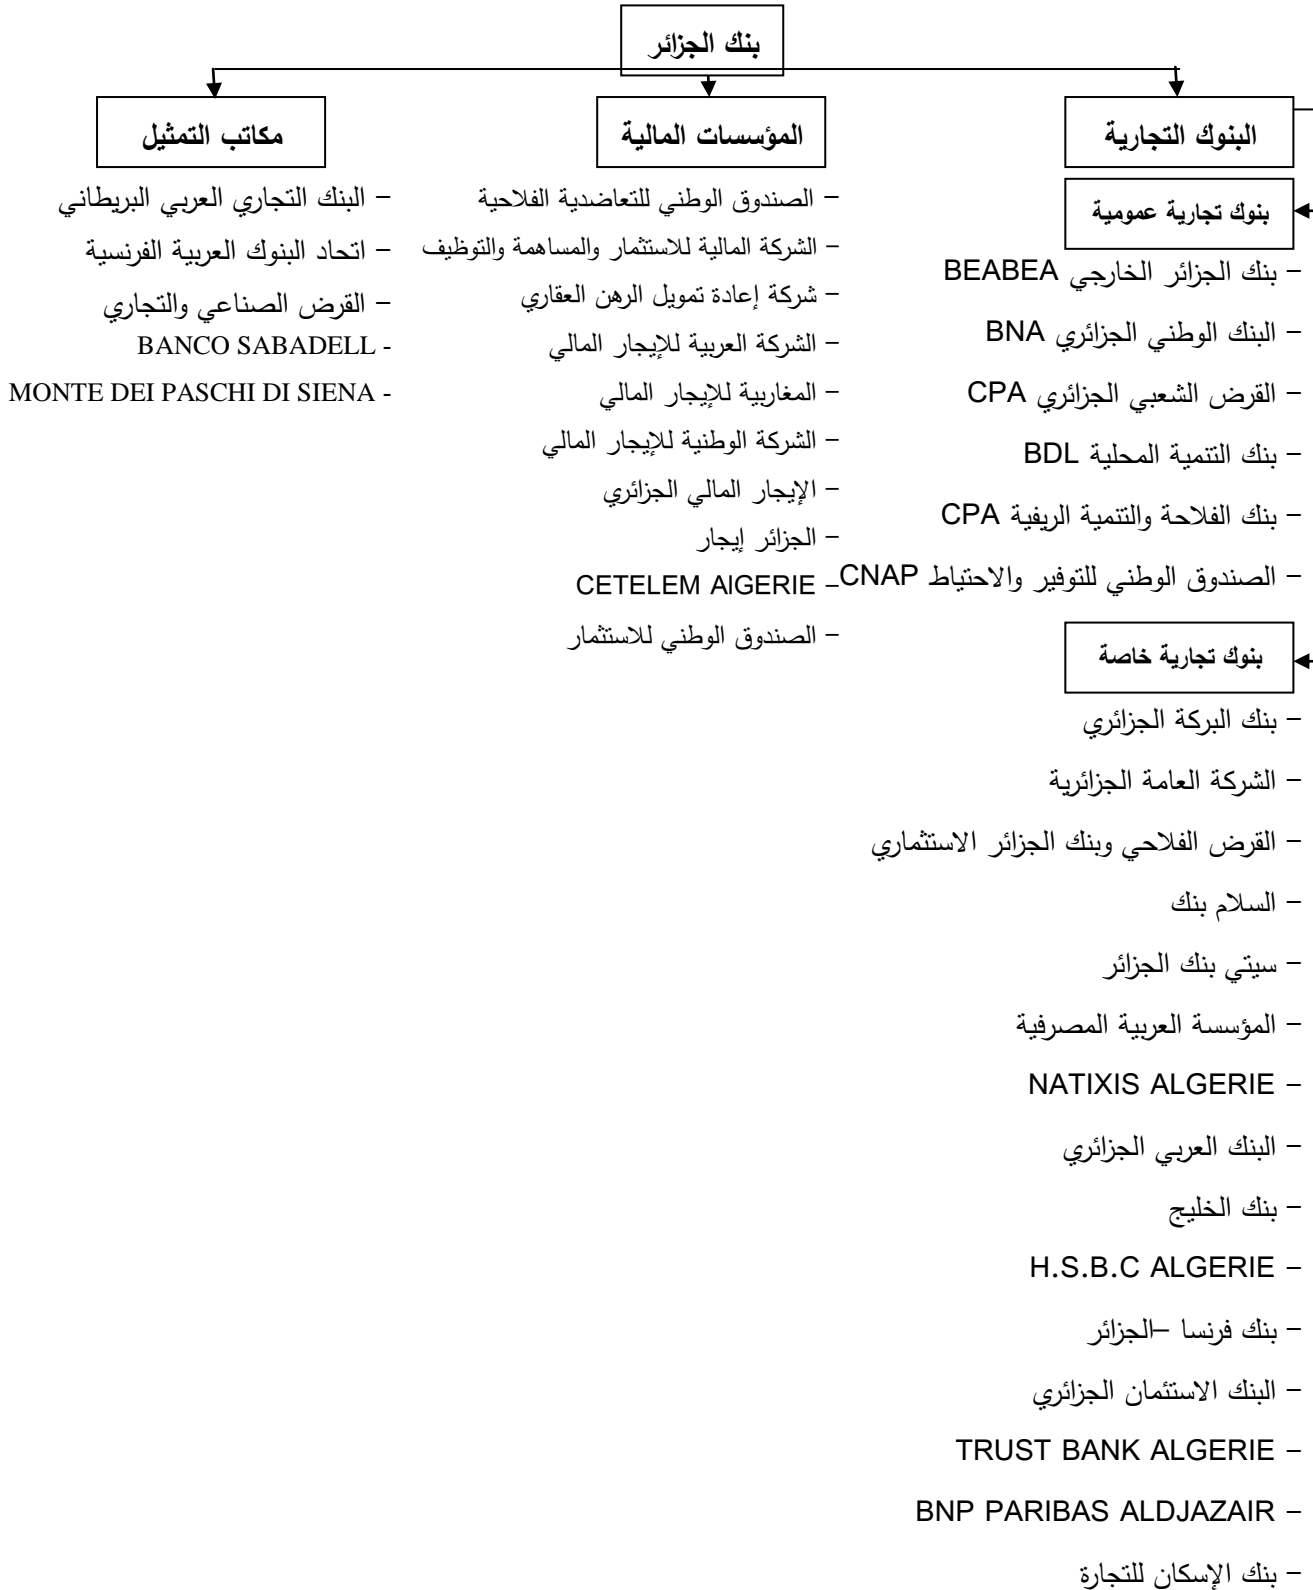 بنك الجزائر
البنوك التجارية
بنوك تجارية عمومية
– بنك الجزائر الخارجي BEABEA
– البنك الوطني الجزائري BNA
– القرض الشعبي الجزائري CPA
– بنك التنمية المحلية BDL
– بنك الفلاحة والتنمية الريفية CPA
– الصندوق الوطني للتوفير والاحتياط CNAP
بنوك تجارية خاصة
– بنك البركة الجزائري
– الشركة العامة الجزائرية
– القرض الفلاحي وبنك الجزائر الاستثماري
– السلام بنك
– سيتي بنك الجزائر
– المؤسسة العربية المصرفية
– NATIXIS ALGERIE
– البنك العربي الجزائري
– بنك الخليج
– H.S.B.C ALGERIE
– بنك فرنسا –الجزائر
– البنك الاستئمان الجزائري
– TRUST BANK ALGERIE
– BNP PARIBAS ALDJAZAIR
– بنك الإسكان للتجارة
المؤسسات المالية
– الصندوق الوطني للتعاضدية الفلاحية
– الشركة المالية للاستثمار والمساهمة والتوظيف
– شركة إعادة تمويل الرهن العقاري
– الشركة العربية للإيجار المالي
– المغاربية للإيجار المالي
– الشركة الوطنية للإيجار المالي
– الإيجار المالي الجزائري
– الجزائر إيجار
– CETELEM AlGERIE
– الصندوق الوطني للاستثمار
مكاتب التمثيل
– البنك التجاري العربي البريطاني
– اتحاد البنوك العربية الفرنسية
– القرض الصناعي والتجاري
- BANCO SABADELL
- MONTE DEI PASCHI DI SIENA